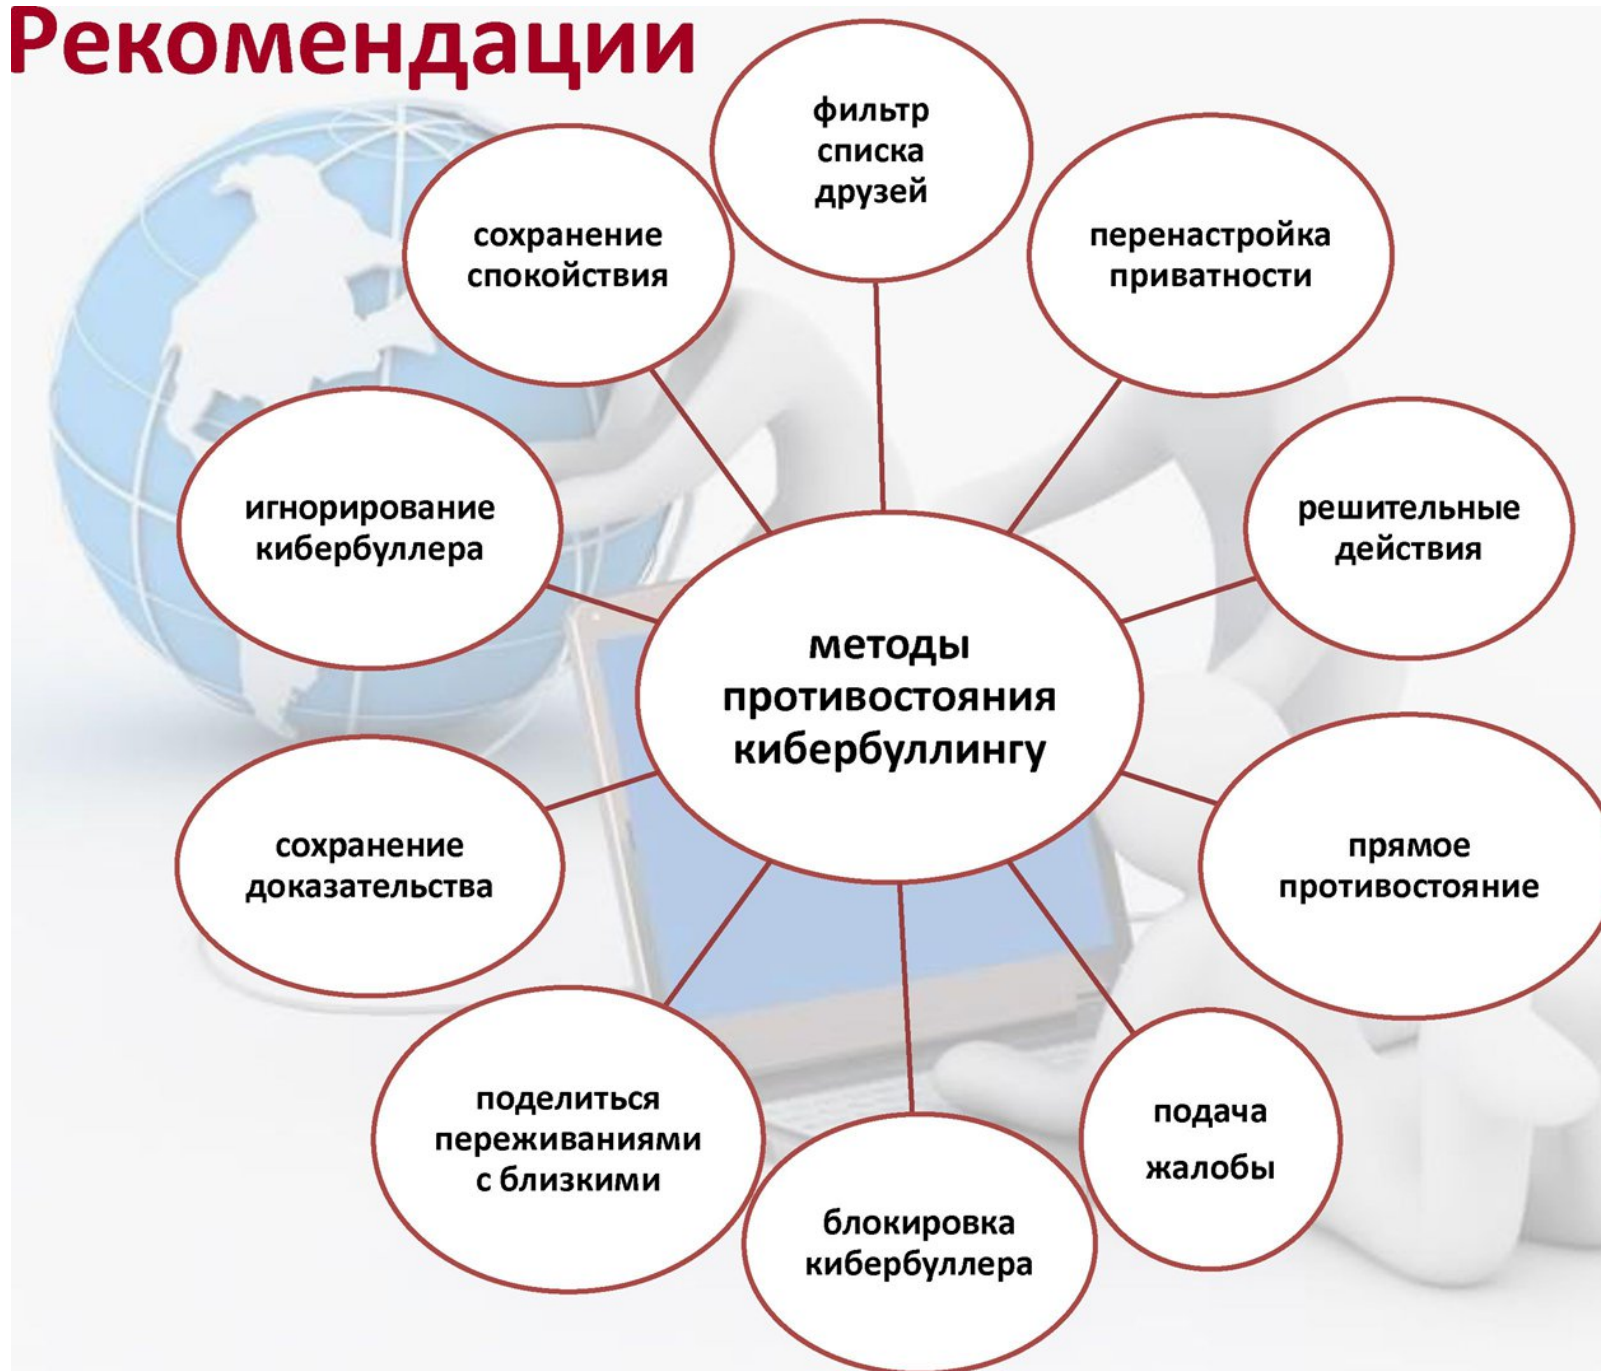 Рекомендации
фильтр
списка
друзей
перенастройка
приватности
решительные
действия
прямое
противостояние
подача
жалобы
блокировка
кибербуллера
поделиться
переживаниями
с близкими
сохранение
доказательства
игнорирование
кибербуллера
сохранение
спокойствия
методы
противостояния
кибербуллингу